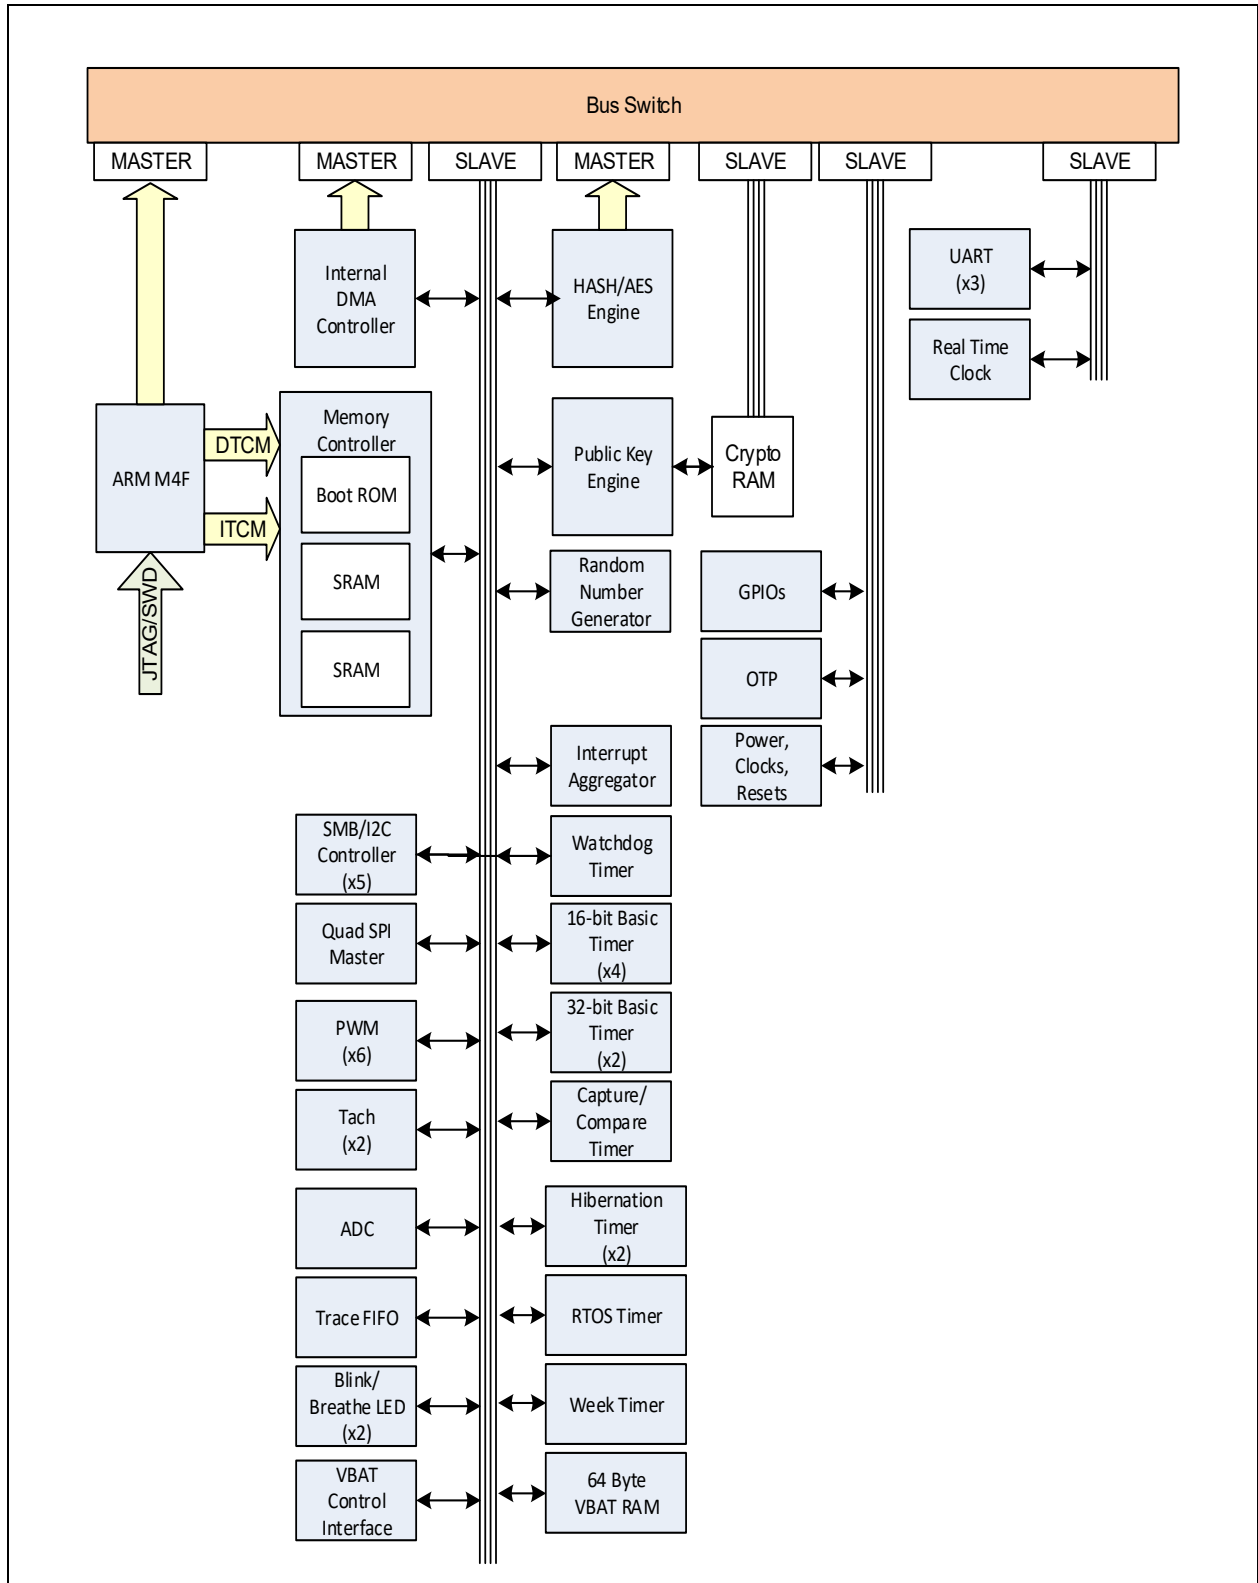 Bus Switch
MASTER
MASTER
SLAVE
MASTER
SLAVE
SLAVE
SLAVE
Internal
DMA
Controller
HASH/AES
Engine
UART
(x3)
Real Time
Clock
ARM M4F
DTCM
ITCM
JTAG/SWD
Memory
Controller
Boot ROM
SRAM
SRAM
Public Key
Engine
Crypto
RAM
Random
Number
Generator
GPIOs
OTP
Power,
Clocks,
Resets
Interrupt
Aggregator
SMB/I2C
Controller
(x5)
Watchdog
Timer
Quad SPI
Master
16-bit Basic
Timer
(x4)
PWM
(x6)
32-bit Basic
Timer
(x2)
Tach
(x2)
Capture/
Compare
Timer
ADC
Hibernation
Timer
(x2)
Trace FIFO
RTOS Timer
Blink/
Breathe LED
(x2)
Week Timer
VBAT
Control
Interface
64 Byte
VBAT RAM